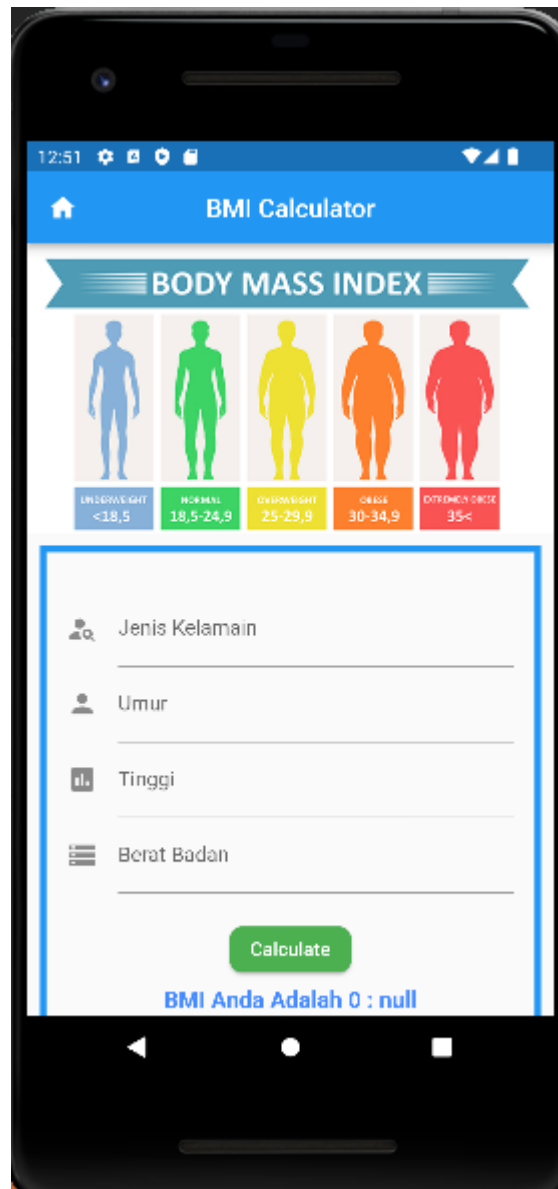 12:51
BMI Calculator
BODY MASS INDEX
UNDERWEIGHT NORMAL OVERWEIGHT OBESE EXTREMELY OBESE
<18,5 18,5-24,9 25-29,9 30-34,9 35<
Jenis Kelamain
Umur
Tinggi
Berat Badan
Calculate
BMI Anda Adalah 0 : null